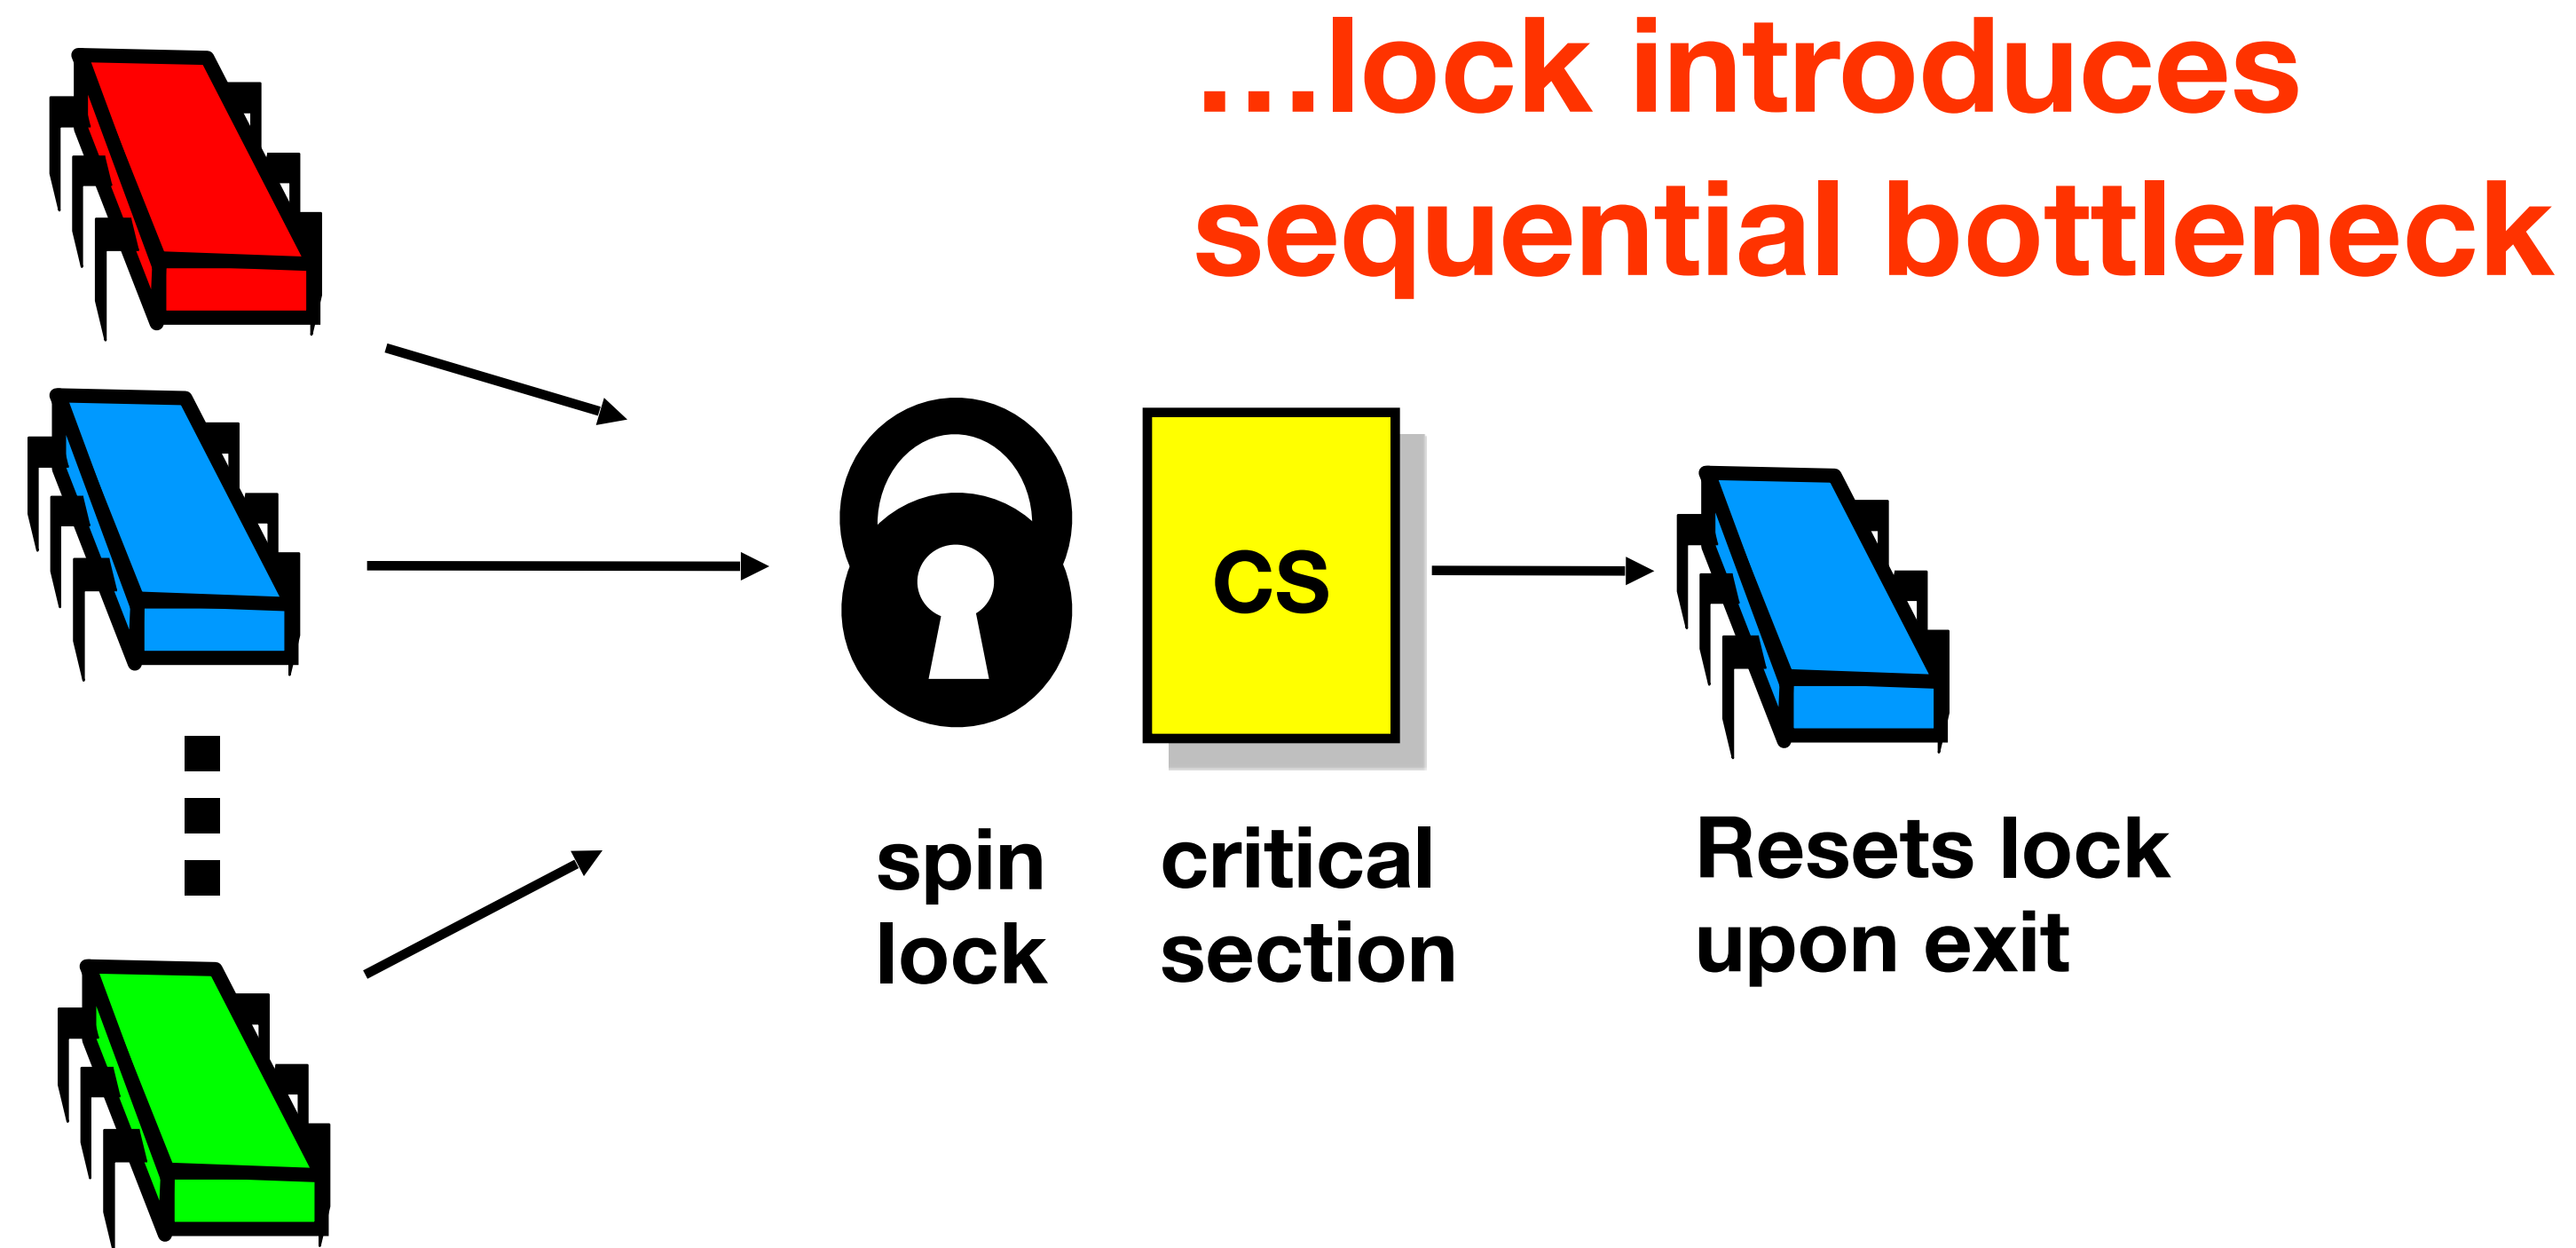 ...lock introduces
sequential bottleneck
CS
spin
lock
critical
section
Resets lock
upon exit